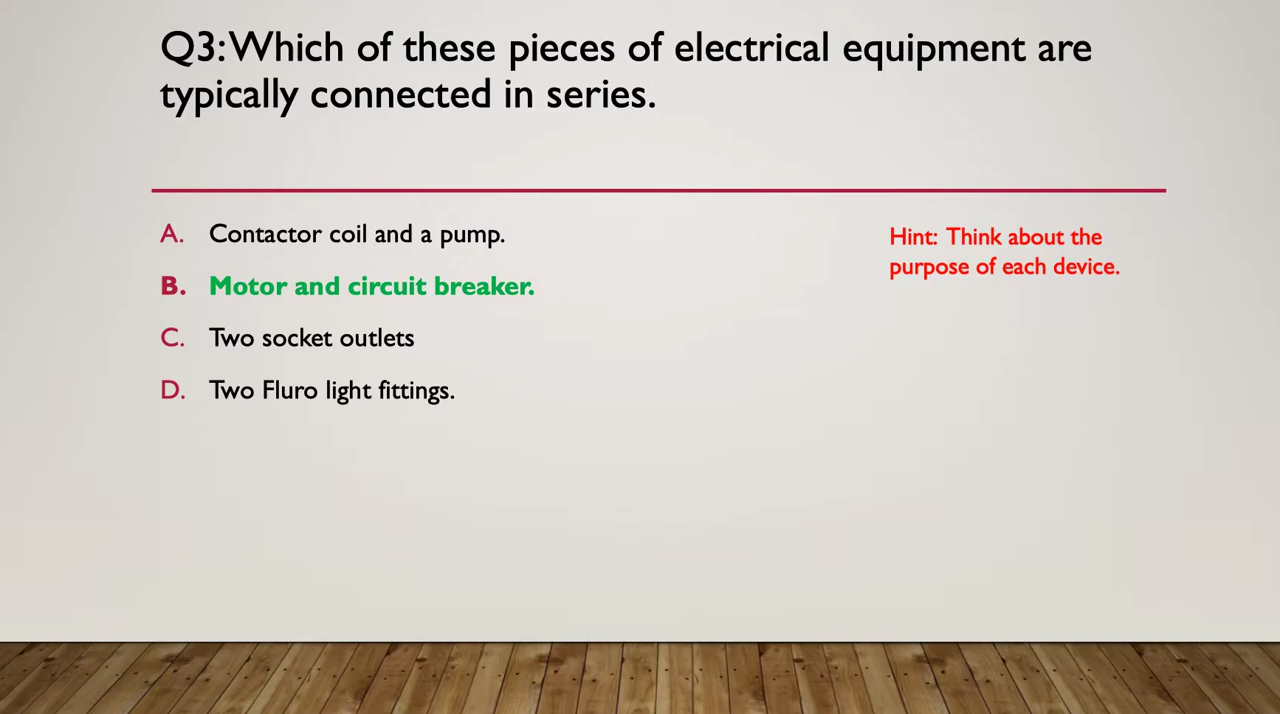 Q3: Which of these pieces of electrical equipment are
typically connected in series.
A. Contactor coil and a pump.
B. Motor and circuit breaker.
C. Two socket outlets
D. Two Fluro light fittings.
Hint: Think about the
purpose of each device.